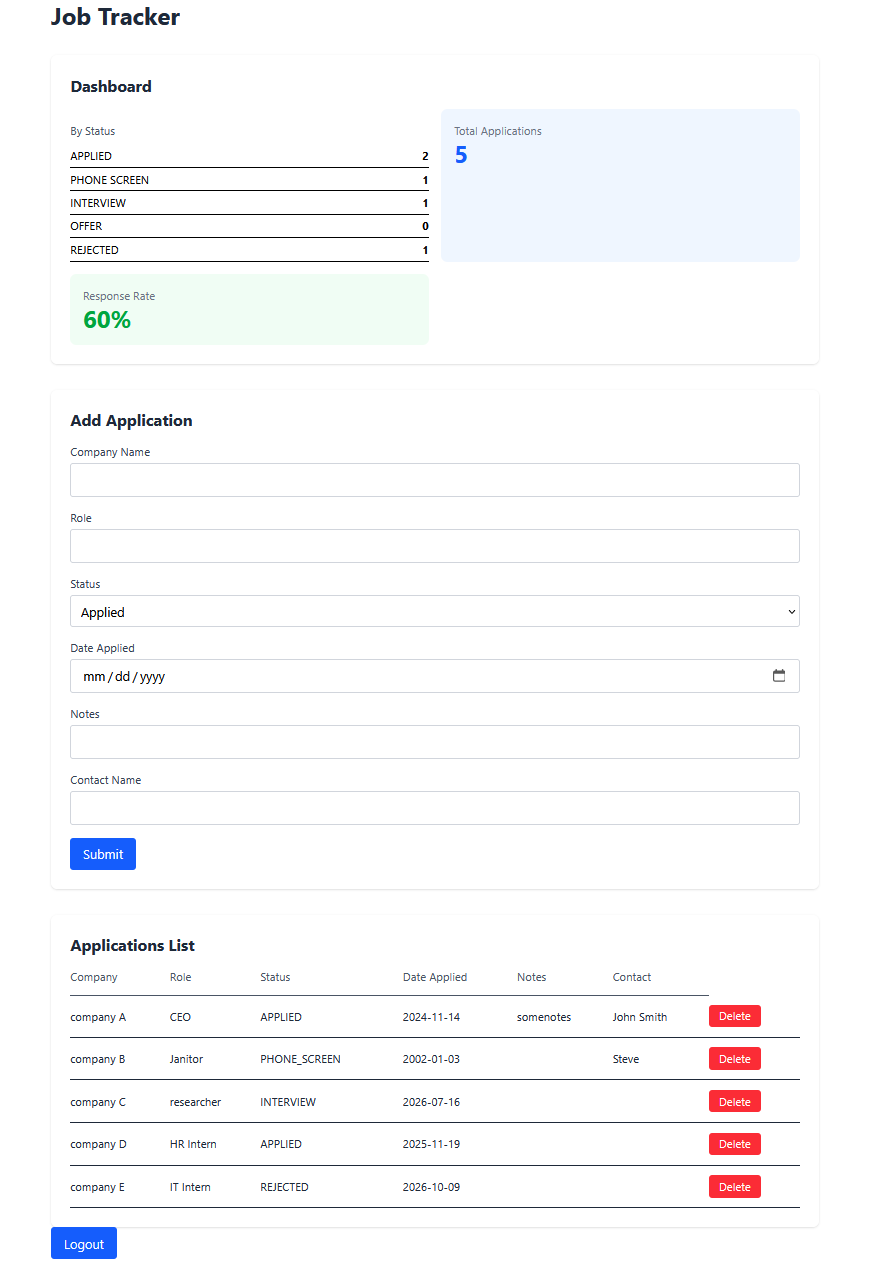 Job Tracker
Dashboard
By Status
APPLIED 2
PHONE SCREEN 1
INTERVIEW 1
OFFER 0
REJECTED 1
Total Applications
5
Response Rate
60%
Add Application
Company Name
Role
Status
Applied
Date Applied
mm/dd/yyyy
Notes
Contact Name
Submit
Applications List
Company Role Status Date Applied Notes Contact
company A CEO APPLIED 2024-11-14 somenotes John Smith Delete
company B Janitor PHONE_SCREEN 2002-01-03 Steve Delete
company C researcher INTERVIEW 2026-07-16 Delete
company D HR Intern APPLIED 2025-11-19 Delete
company E IT Intern REJECTED 2026-10-09 Delete
Logout